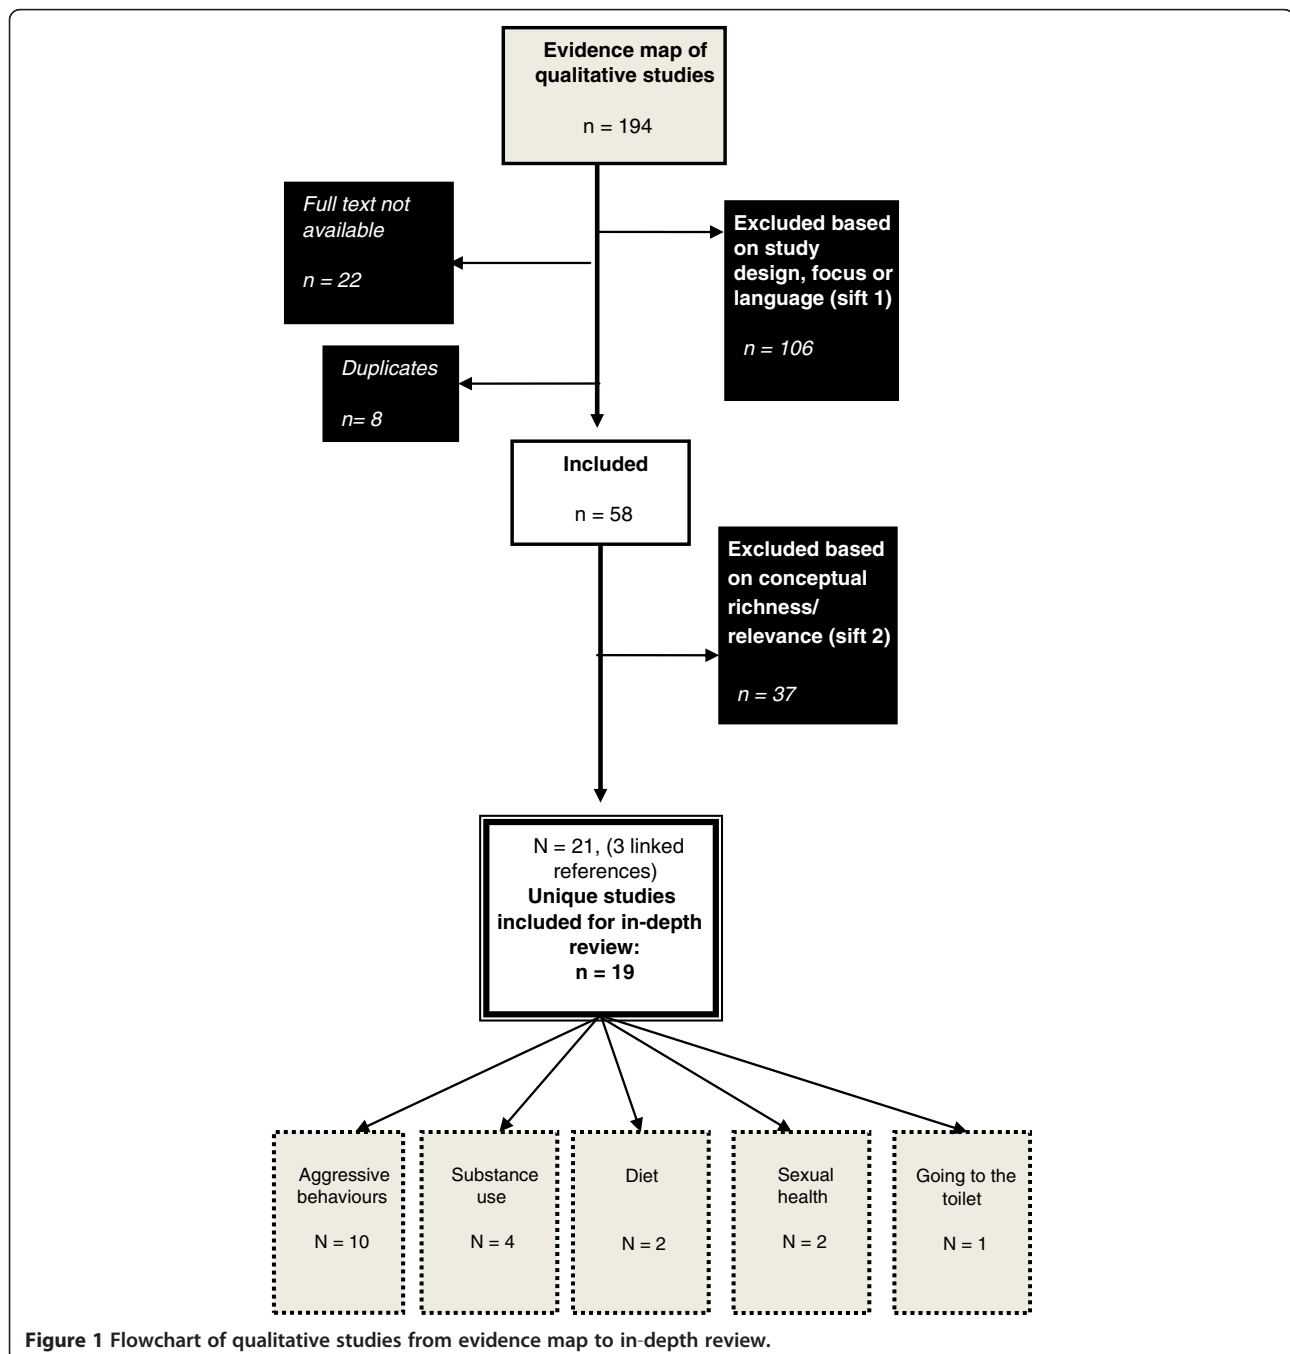 Evidence map of
qualitative studies
n = 194
Full text not
available
n = 22
Excluded based
on study
design, focus or
language (sift 1)
n = 106
Duplicates
n= 8
Included
n = 58
Excluded based
on conceptual
richness/
relevance (sift 2)
n = 37
N = 21, (3 linked
references)
Unique studies
included for in-depth
review:
n = 19
Aggressive
behaviours
N = 10
Substance
use
N = 4
Diet
N = 2
Sexual
health
N = 2
Going to the
toilet
N = 1
Figure 1 Flowchart of qualitative studies from evidence map to in-depth review.